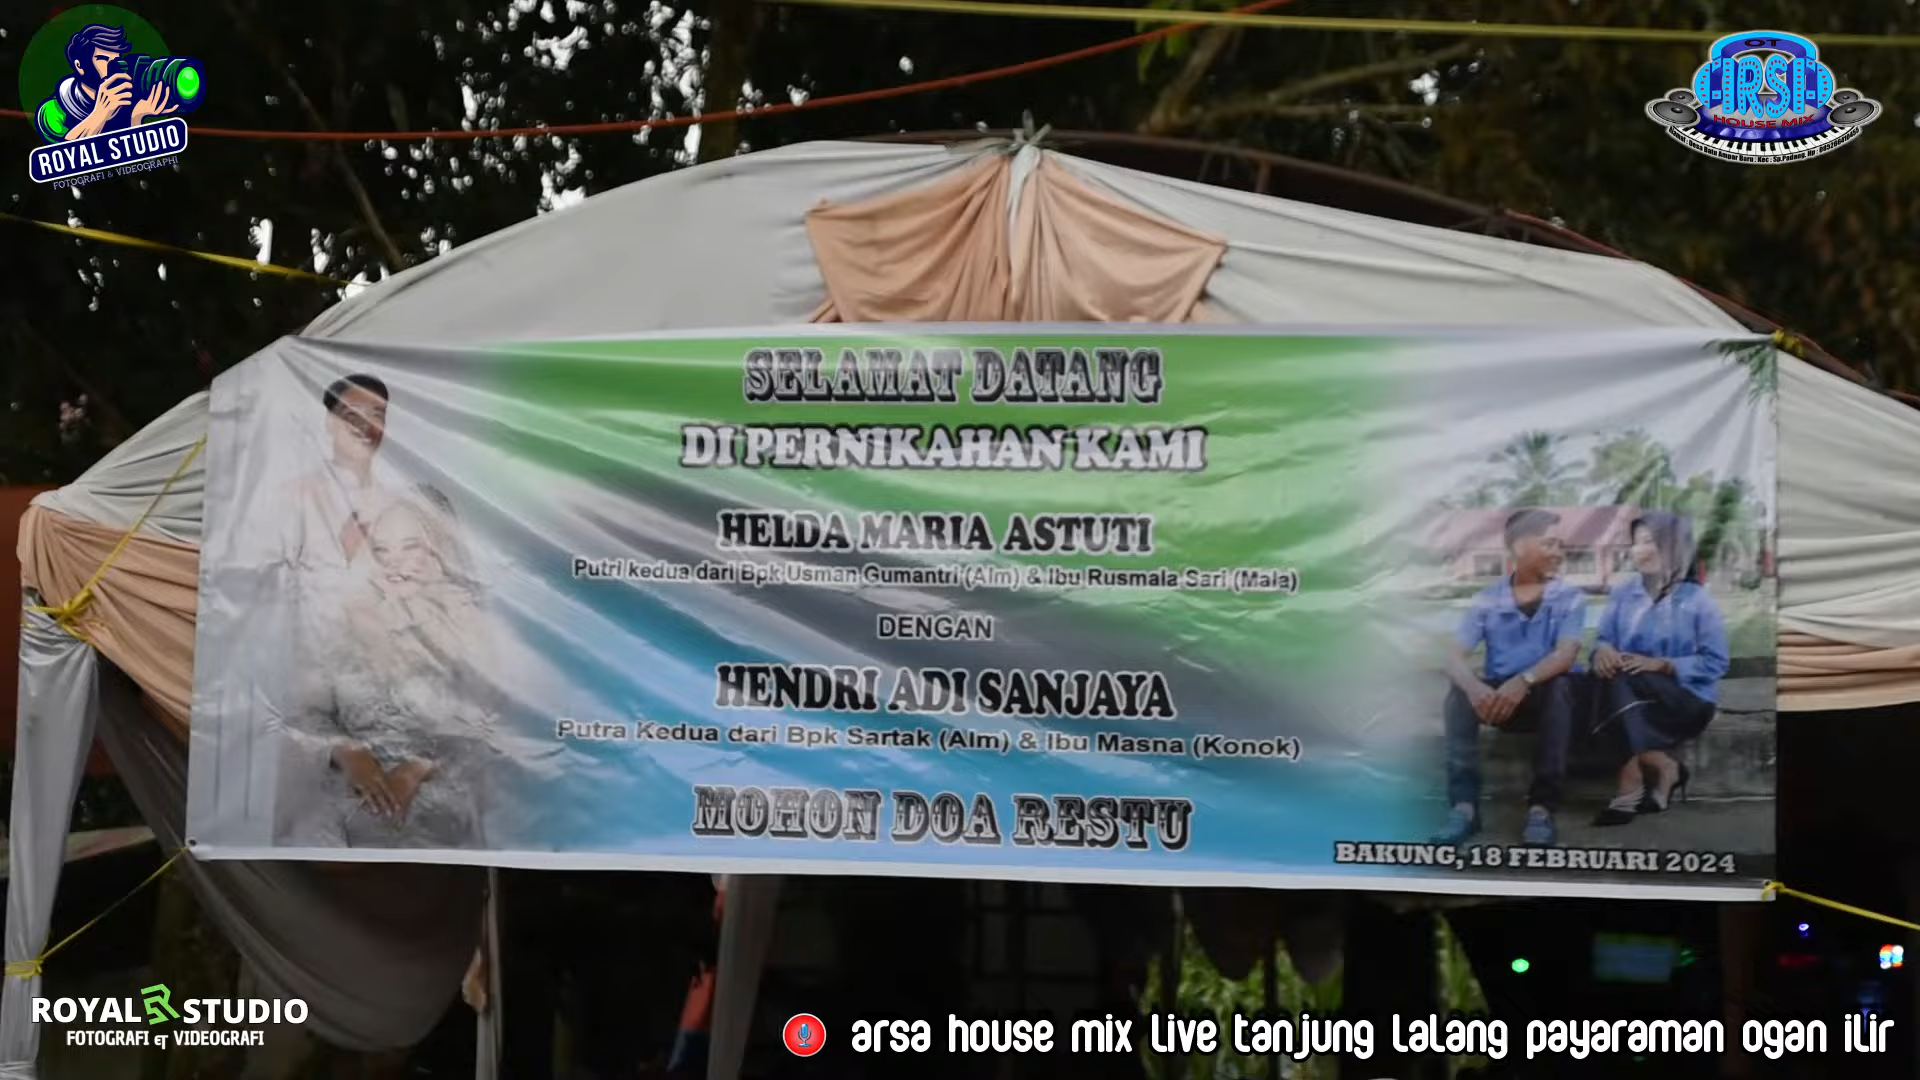 ROYAL STUDIO
FOTOGRAFI & VIDEOGRAPHI
OT
ARSA
HOUSE MIX
SELAMAT DATANG
DI PERNIKAHAN KAMI
HELDA MARIA ASTUTI
Putri kedua dari Bpk Usman Gumantri (Alm) & Ibu Rusmala Sari (Mala)
DENGAN
HENDRI ADI SANJAYA
Putra Kedua dari Bpk Sartak (Alm) & Ibu Masna (Konok)
MOHON DOA RESTU
BAKUNG, 18 FEBRUARI 2024
ROYAL STUDIO
FOTOGRAFI & VIDEOGRAFI
arsa house mix Live tanjung Lalang payaraman ogan iLir